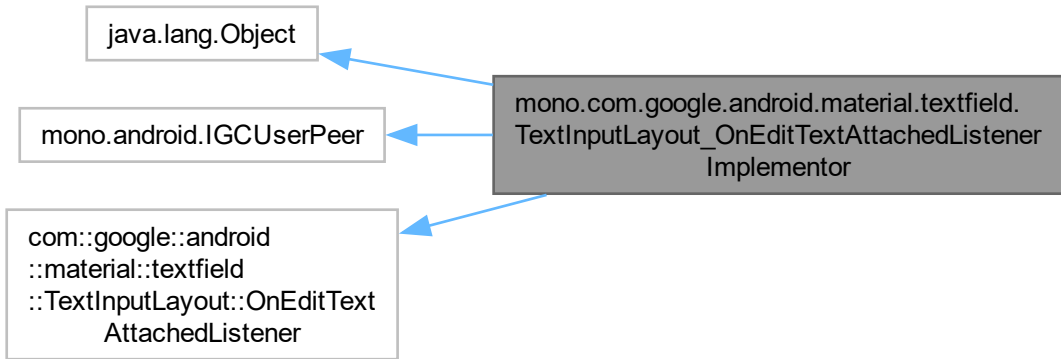 java.lang.Object
mono.android.IGCUserPeer
com::google::android
::material::textfield
::TextInputLayout::OnEditText
AttachedListener
mono.com.google.android.material.textfield.
TextInputLayout_OnEditTextAttachedListener
Implementor